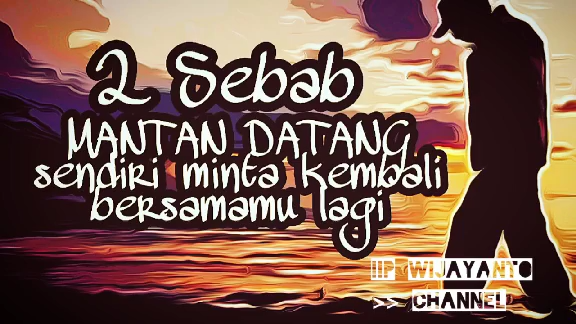 2 Sebab
MANTAN DATANG
sendiri minta kembali
bersamamu lagi
IIP WIJAYANTO
>> CHANNEL